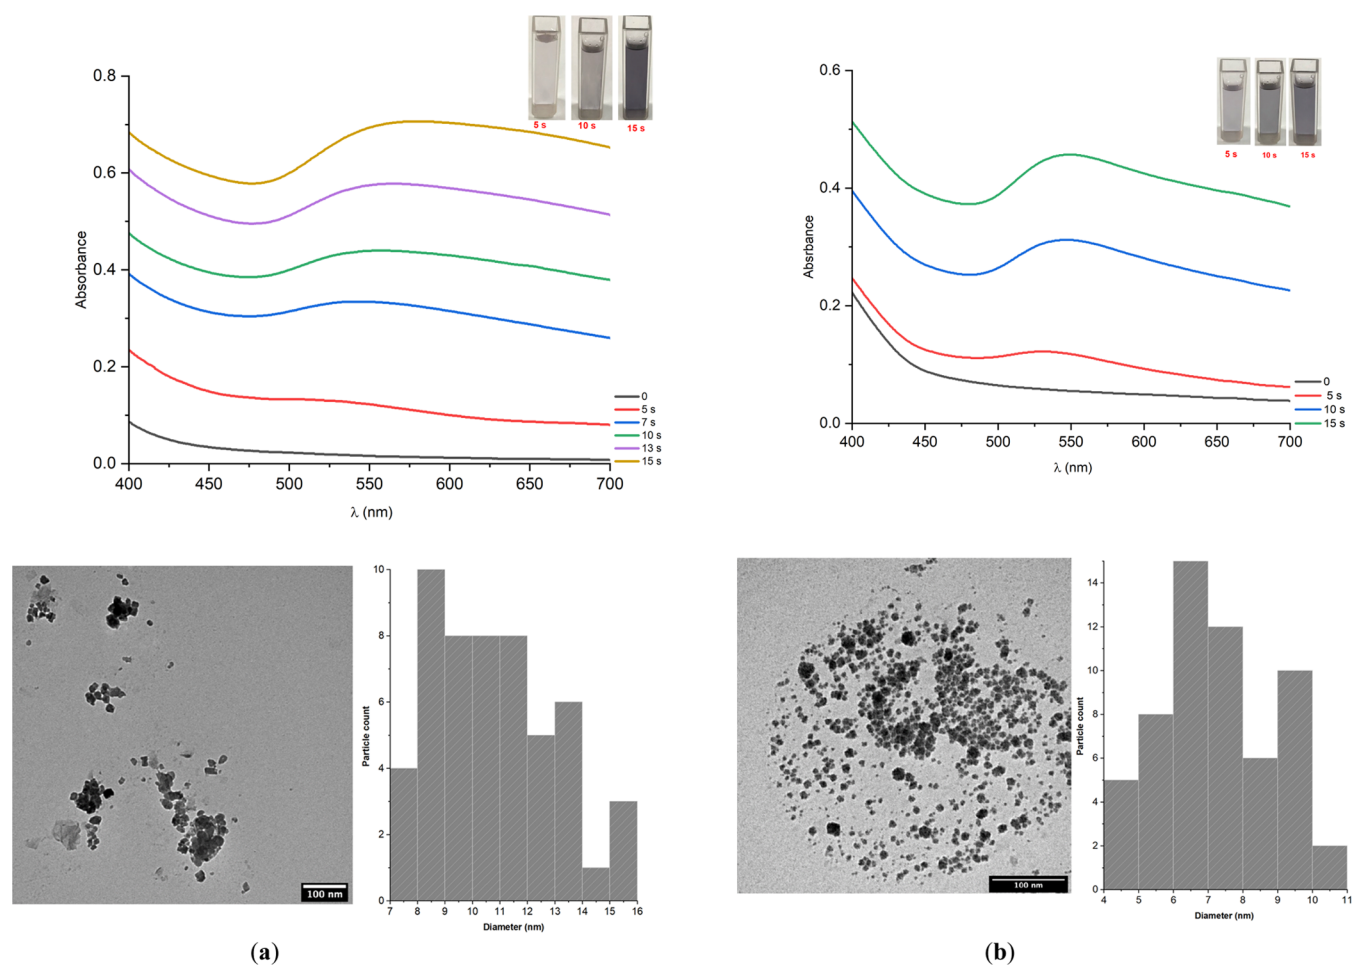 5 s 10 s 15 s
0.8
0.6
0.4
0.2
0.0
Absorbance
400 450 500 550 600 650 700
λ (nm)
0
5 s
7 s
10 s
13 s
15 s
5 s 10 s 15 s
0.6
0.4
0.2
0.0
Absrbance
400 450 500 550 600 650 700
λ (nm)
0
5 s
10 s
15 s
100 nm
10
8
6
4
2
0
Particle count
7 8 9 10 11 12 13 14 15 16
Diameter (nm)
100 nm
14
12
10
8
6
4
2
0
Particle count
4 5 6 7 8 9 10 11
Diameter (nm)
(a)
(b)